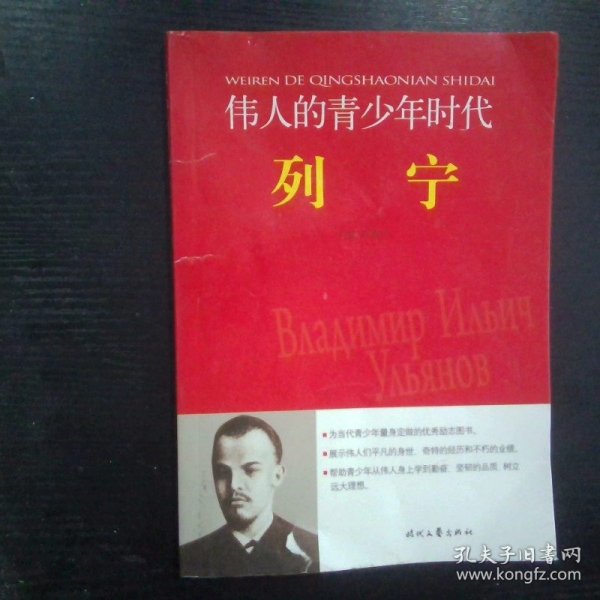 WEIREN DE QINGSHAONIAN SHIDAI
伟人的青少年时代
列 宁
Владимир Ильич
Ульянов
■为当代青少年量身定做的优秀励志图书。
■展示伟人们平凡的身世、奇特的经历和不朽的业绩。
■帮助青少年从伟人身上学到勤奋、坚韧的品质,树立
远大理想。
时代文艺出版社
孔夫子旧书网
www.kongfz.com